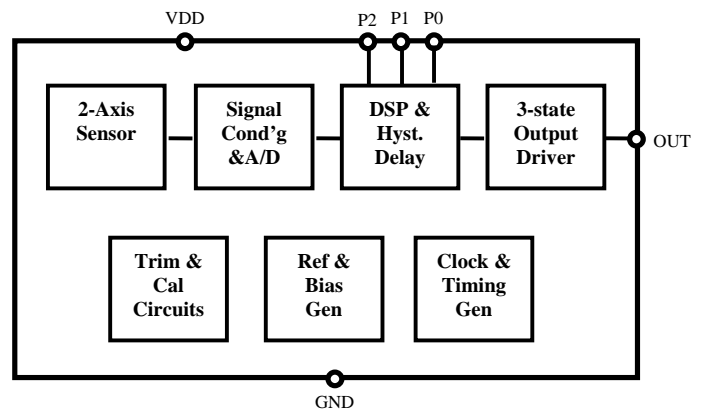 VDD
P2 P1 P0
2-Axis
Sensor
Signal
Cond'g
&A/D
DSP &
Hyst.
Delay
3-state
Output
Driver
OUT
Trim &
Cal
Circuits
Ref &
Bias
Gen
Clock &
Timing
Gen
GND